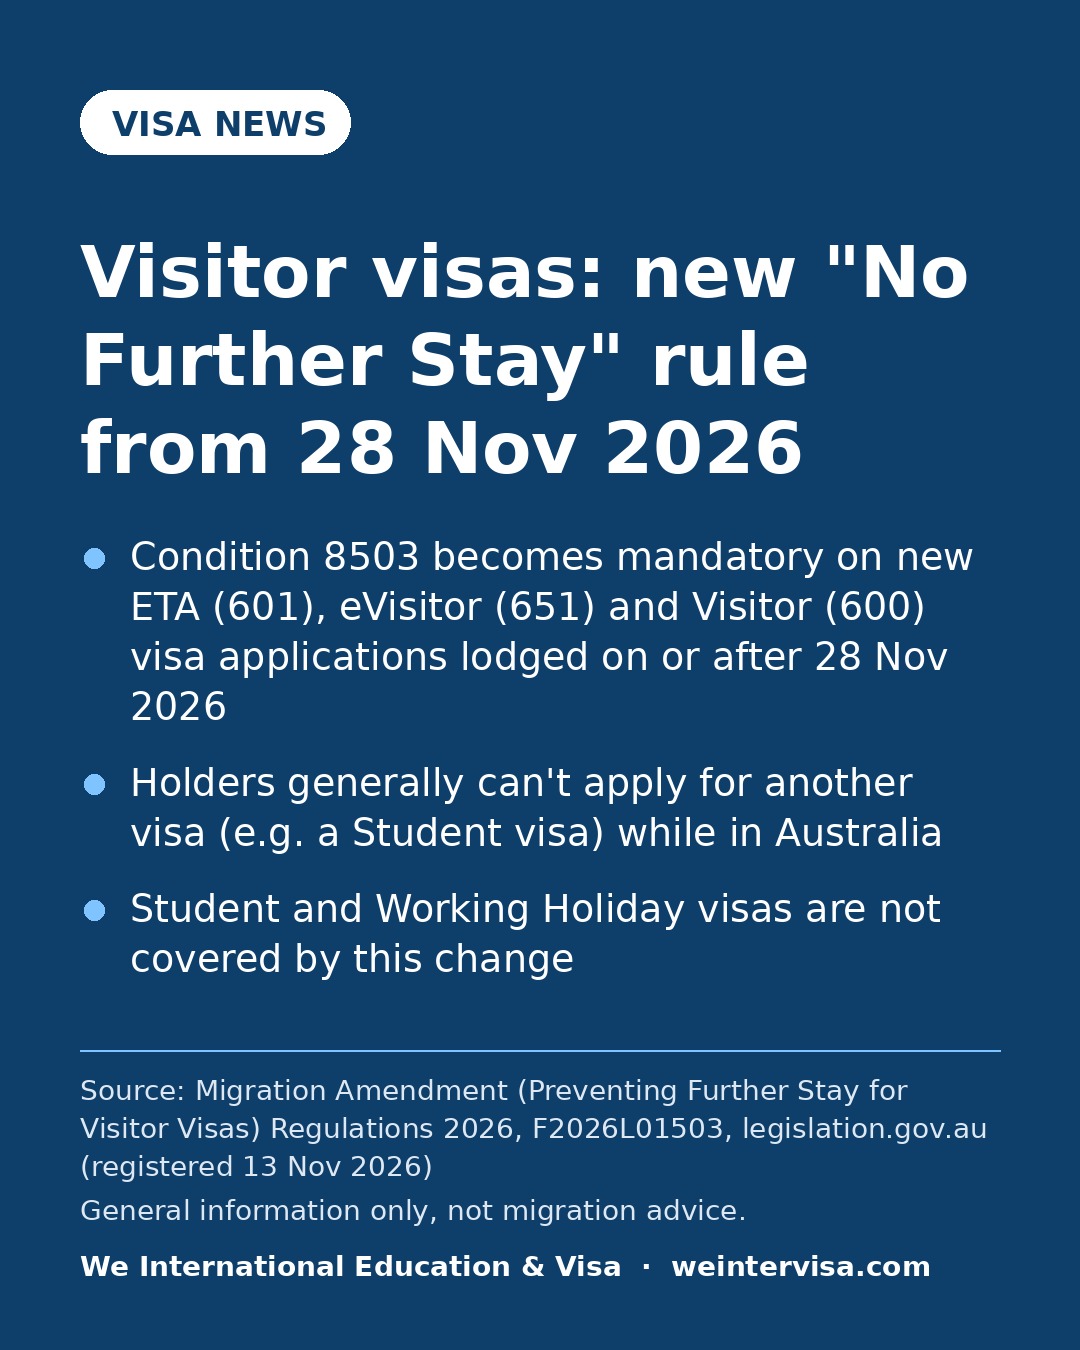 VISA NEWS
Visitor visas: new "No
Further Stay" rule
from 28 Nov 2026
Condition 8503 becomes mandatory on new
ETA (601), eVisitor (651) and Visitor (600)
visa applications lodged on or after 28 Nov
2026
Holders generally can't apply for another
visa (e.g. a Student visa) while in Australia
Student and Working Holiday visas are not
covered by this change
Source: Migration Amendment (Preventing Further Stay for
Visitor Visas) Regulations 2026, F2026L01503, legislation.gov.au
(registered 13 Nov 2026)
General information only, not migration advice.
We International Education & Visa · weintervisa.com